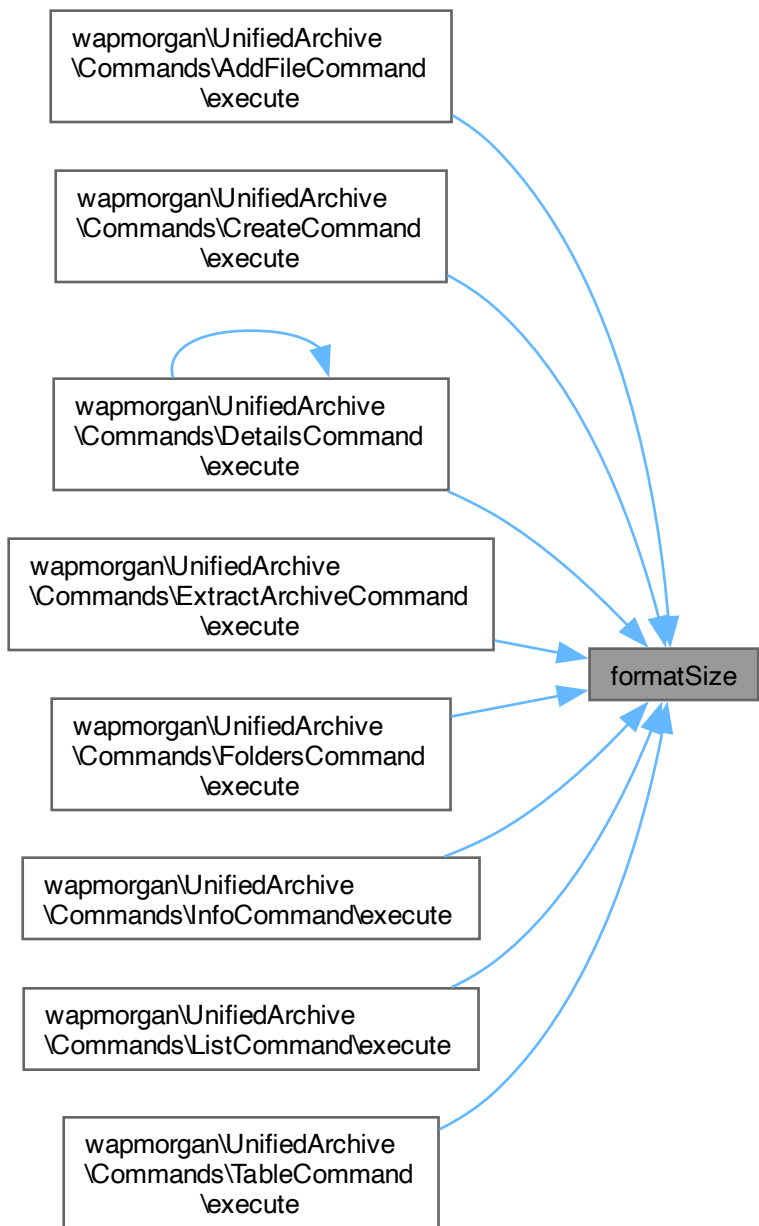 wapmorgan\UnifiedArchive
\Commands\AddFileCommand
\execute
wapmorgan\UnifiedArchive
\Commands\CreateCommand
\execute
wapmorgan\UnifiedArchive
\Commands\DetailsCommand
\execute
wapmorgan\UnifiedArchive
\Commands\ExtractArchiveCommand
\execute
formatSize
wapmorgan\UnifiedArchive
\Commands\FoldersCommand
\execute
wapmorgan\UnifiedArchive
\Commands\InfoCommand\execute
wapmorgan\UnifiedArchive
\Commands\ListCommand\execute
wapmorgan\UnifiedArchive
\Commands\TableCommand
\execute